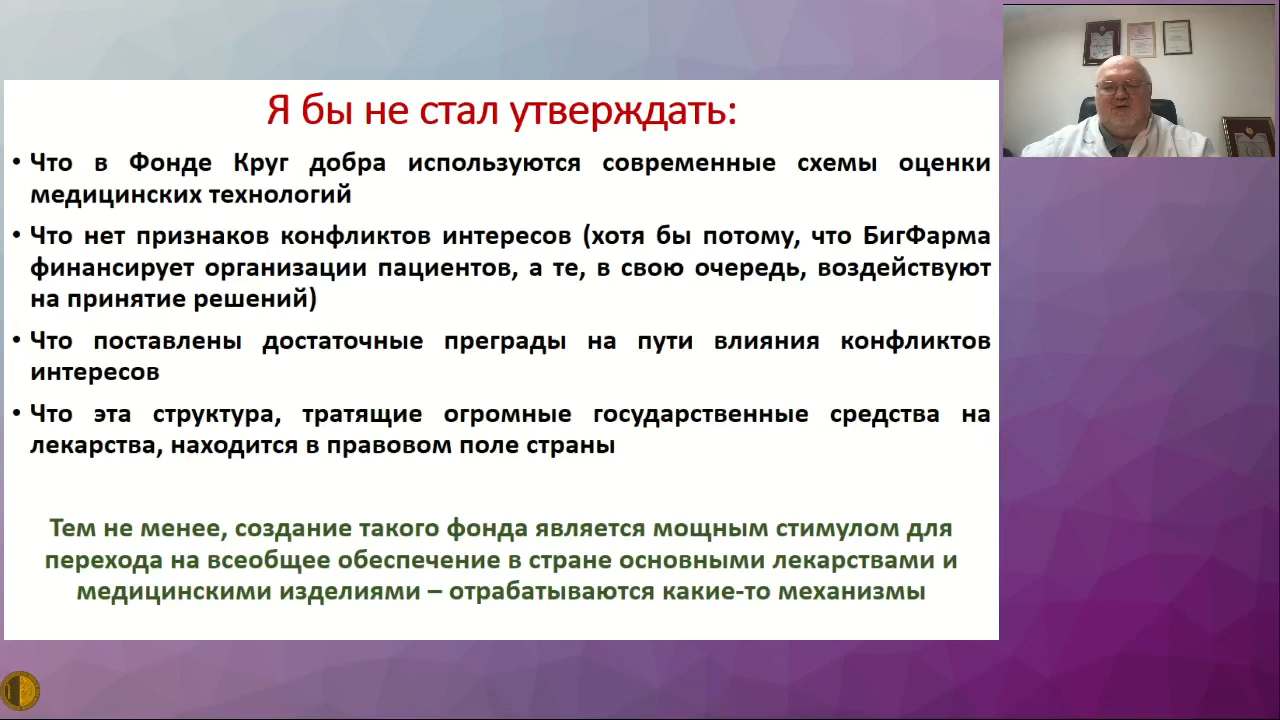 Я бы не стал утверждать:
• Что в Фонде Круг добра используются современные схемы оценки
медицинских технологий
• Что нет признаков конфликтов интересов (хотя бы потому, что БигФарма
финансирует организации пациентов, а те, в свою очередь, воздействуют
на принятие решений)
• Что поставлены достаточные преграды на пути влияния конфликтов
интересов
• Что эта структура, тратящие огромные государственные средства на
лекарства, находится в правовом поле страны
Тем не менее, создание такого фонда является мощным стимулом для
перехода на всеобщее обеспечение в стране основными лекарствами и
медицинскими изделиями – отрабатываются какие-то механизмы